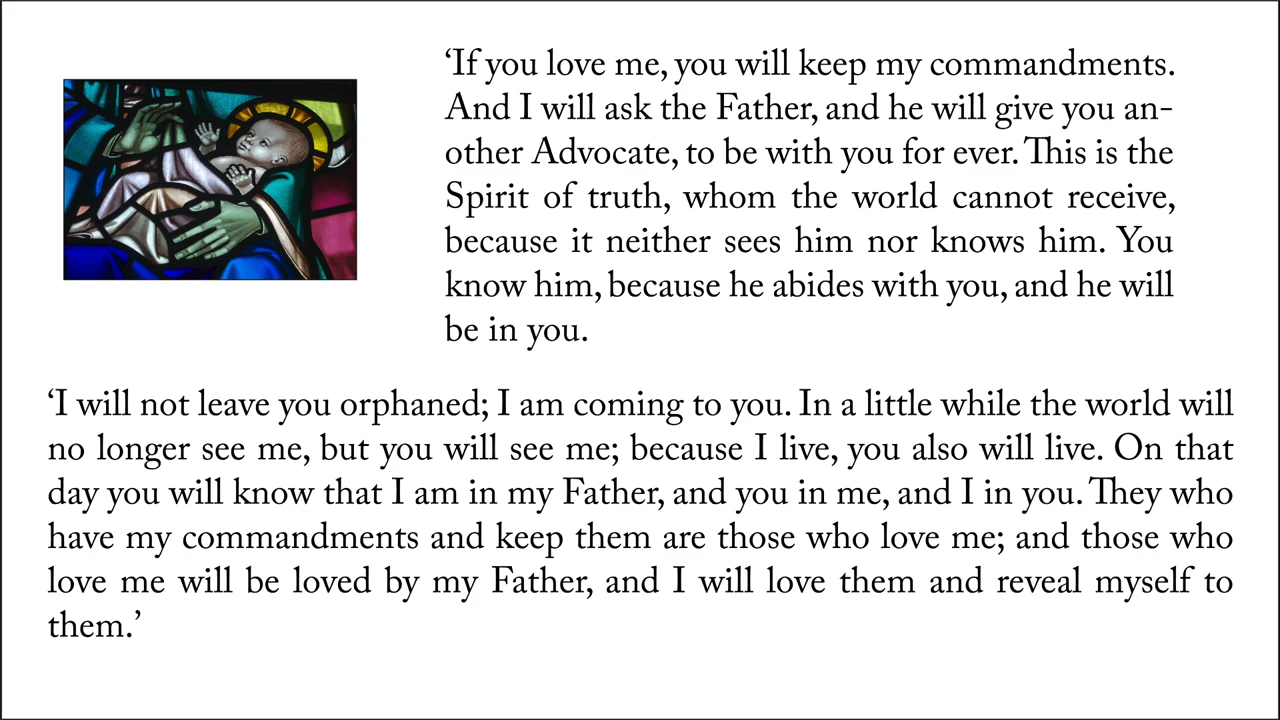 ‘If you love me, you will keep my commandments.
And I will ask the Father, and he will give you an-
other Advocate, to be with you for ever. This is the
Spirit of truth, whom the world cannot receive,
because it neither sees him nor knows him. You
know him, because he abides with you, and he will
be in you.
‘I will not leave you orphaned; I am coming to you. In a little while the world will
no longer see me, but you will see me; because I live, you also will live. On that
day you will know that I am in my Father, and you in me, and I in you. They who
have my commandments and keep them are those who love me; and those who
love me will be loved by my Father, and I will love them and reveal myself to
them.’